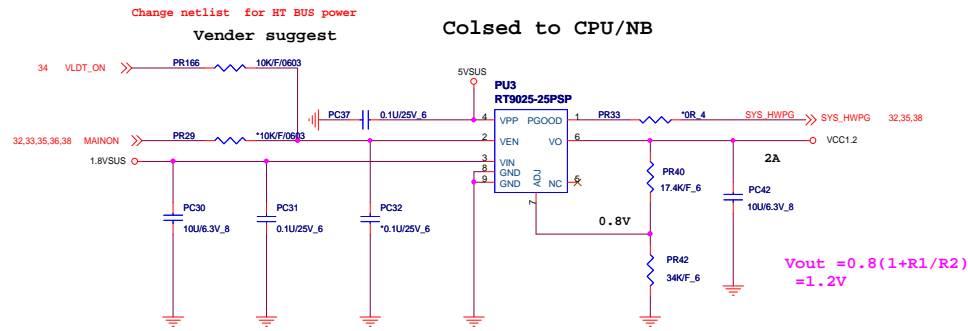 Change netlist for HT BUS power
Vender suggest
Colsed to CPU/NB
34 VLDT_ON
PR166
10K/F/0603
5VSUS
PU3
RT9025-25PSP
PC37
0.1U/25V_6
4 VPP PGOOD 1
PR33
*0R_4
SYS_HWPG
SYS_HWPG 32,35,38
32,33,35,36,38 MAINON
PR29
*10K/F/0603
2 VEN VO 6
VCC1.2
1.8VSUS
3 VIN
8 GND
9 GND
ADJ
NC 5
7
2A
PR40
17.4K/F_6
PC42
10U/6.3V_8
PC30
10U/6.3V_8
PC31
0.1U/25V_6
PC32
*0.1U/25V_6
0.8V
PR42
34K/F_6
Vout =0.8(1+R1/R2)
=1.2V